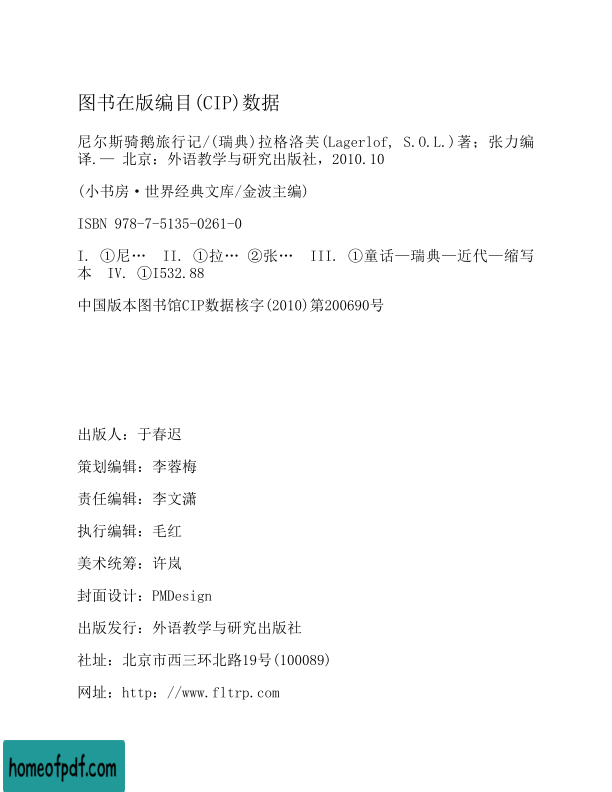 图书在版编目(CIP)数据
尼尔斯骑鹅旅行记/(瑞典)拉格洛芙(Lagerlof, S.O.L.)著；张力编
译.— 北京：外语教学与研究出版社，2010.10
(小书房·世界经典文库/金波主编)
ISBN 978-7-5135-0261-0
I. ①尼… II. ①拉… ②张… III. ①童话—瑞典—近代—缩写
本 IV. ①I532.88
中国版本图书馆CIP数据核字(2010)第200690号
出版人：于春迟
策划编辑：李蓉梅
责任编辑：李文潇
执行编辑：毛红
美术统筹：许岚
封面设计：PMDesign
出版发行：外语教学与研究出版社
社址：北京市西三环北路19号(100089)
网址：http：//www.fltrp.com
homeofpdf.com